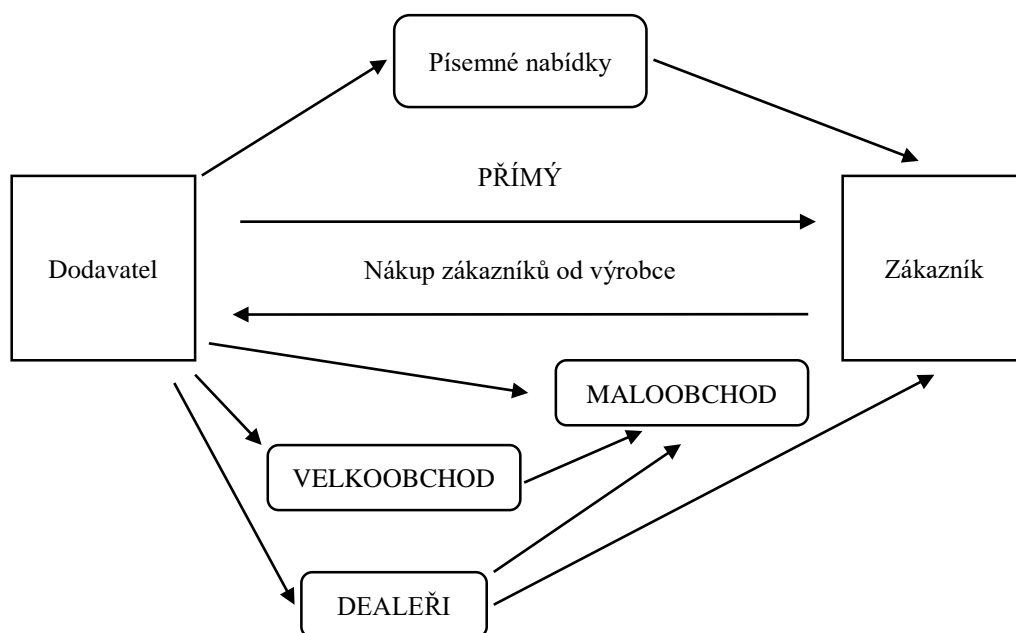 Písemné nabídky
PŘÍMÝ
Dodavatel
Nákup zákazníků od výrobce
Zákazník
MALOOBCHOD
VELKOOBCHOD
DEALEŘI